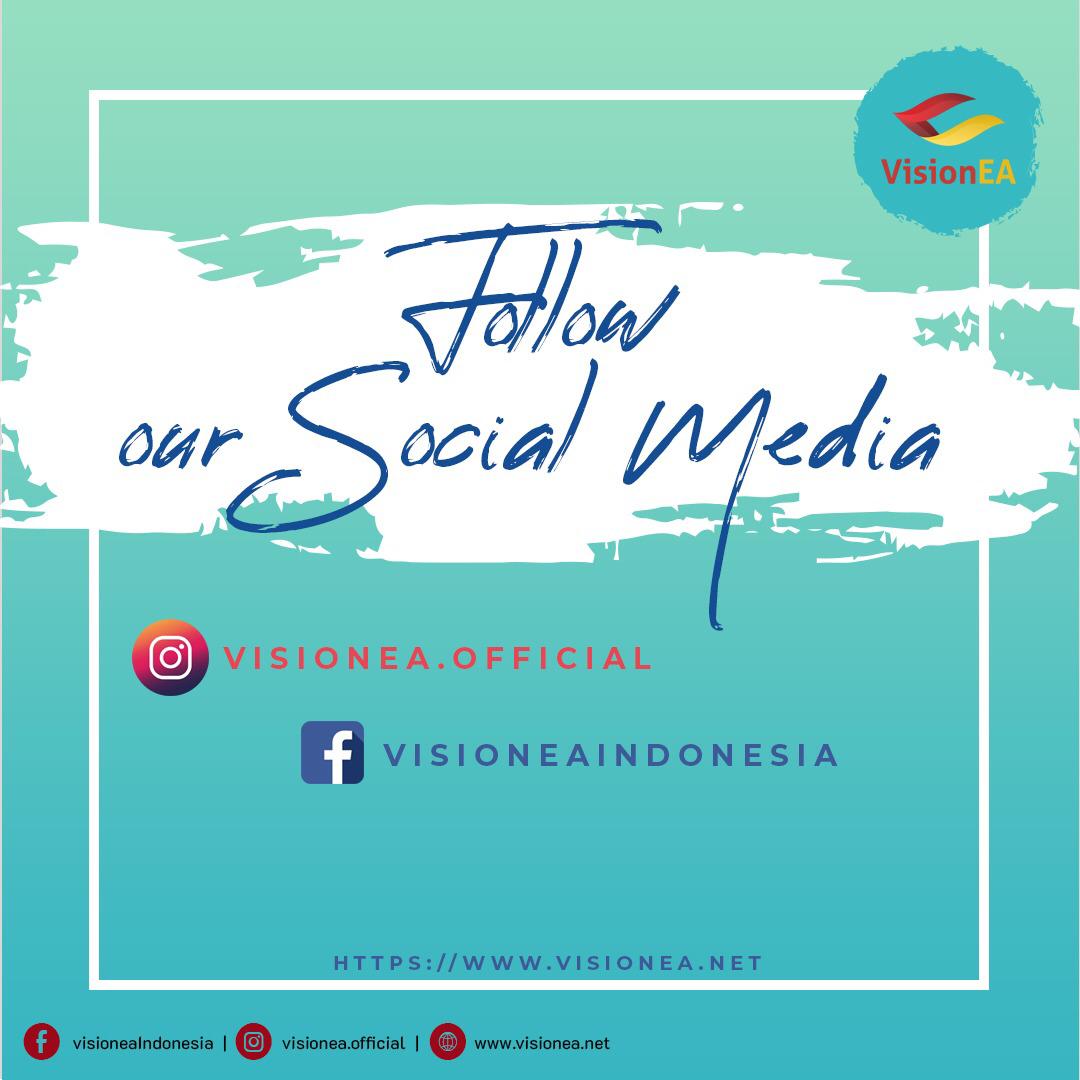 VisionEA
Follow
our Social Media
VISIONEA.OFFICIAL
VISIONEAINDONESIA
HTTPS://WWW.VISIONEA.NET
visioneaIndonesia | visionea.official | www.visionea.net